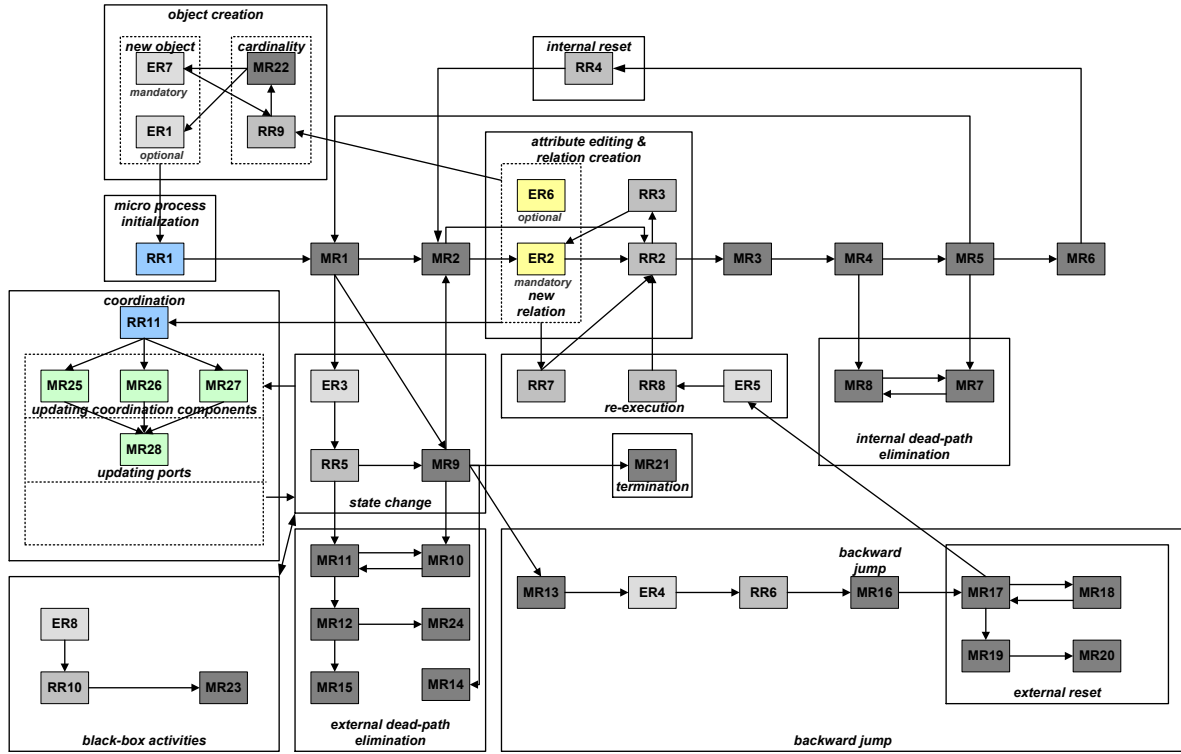 object creation
new object
cardinality
ER7
MR22
mandatory
ER1
RR9
optional
internal reset
RR4
attribute editing &
relation creation
ER6
RR3
optional
micro process
initialization
RR1
MR1
MR2
ER2
RR2
MR3
MR4
MR5
MR6
mandatory
new
relation
coordination
RR11
MR25
MR26
MR27
updating coordination components
MR28
updating ports
ER3
RR5
MR9
state change
RR7
RR8
ER5
re-execution
MR21
termination
MR8
MR7
internal dead-path
elimination
MR11
MR10
MR12
MR24
MR15
MR14
external dead-path
elimination
backward
jump
MR13
ER4
RR6
MR16
MR17
MR18
MR19
MR20
external reset
backward jump
ER8
RR10
MR23
black-box activities